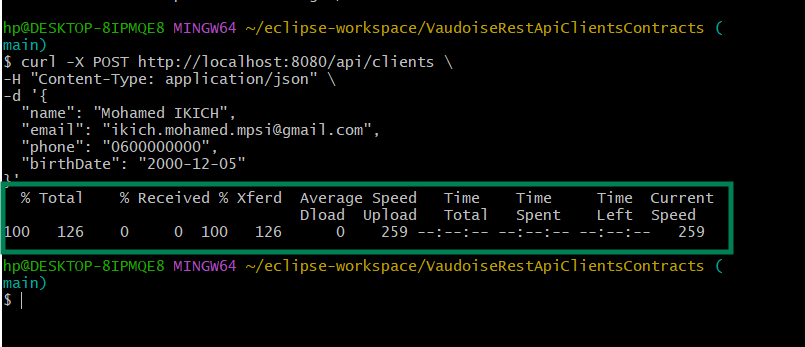 hp@DESKTOP-8IPMQE8 MINGW64 ~/eclipse-workspace/VaudoiseRestApiClientsContracts (
main)
$ curl -X POST http://localhost:8080/api/clients \
-H "Content-Type: application/json" \
-d '{
  "name": "Mohamed IKICH",
  "email": "ikich.mohamed.mpsi@gmail.com",
  "phone": "0600000000",
  "birthDate": "2000-12-05"
}'
  % Total    % Received % Xferd  Average Speed   Time    Time     Time  Current
                                 Dload  Upload   Total   Spent    Left  Speed
100   126    0     0  100   126      0    259 --:--:-- --:--:-- --:--:--   259
hp@DESKTOP-8IPMQE8 MINGW64 ~/eclipse-workspace/VaudoiseRestApiClientsContracts (
main)
$